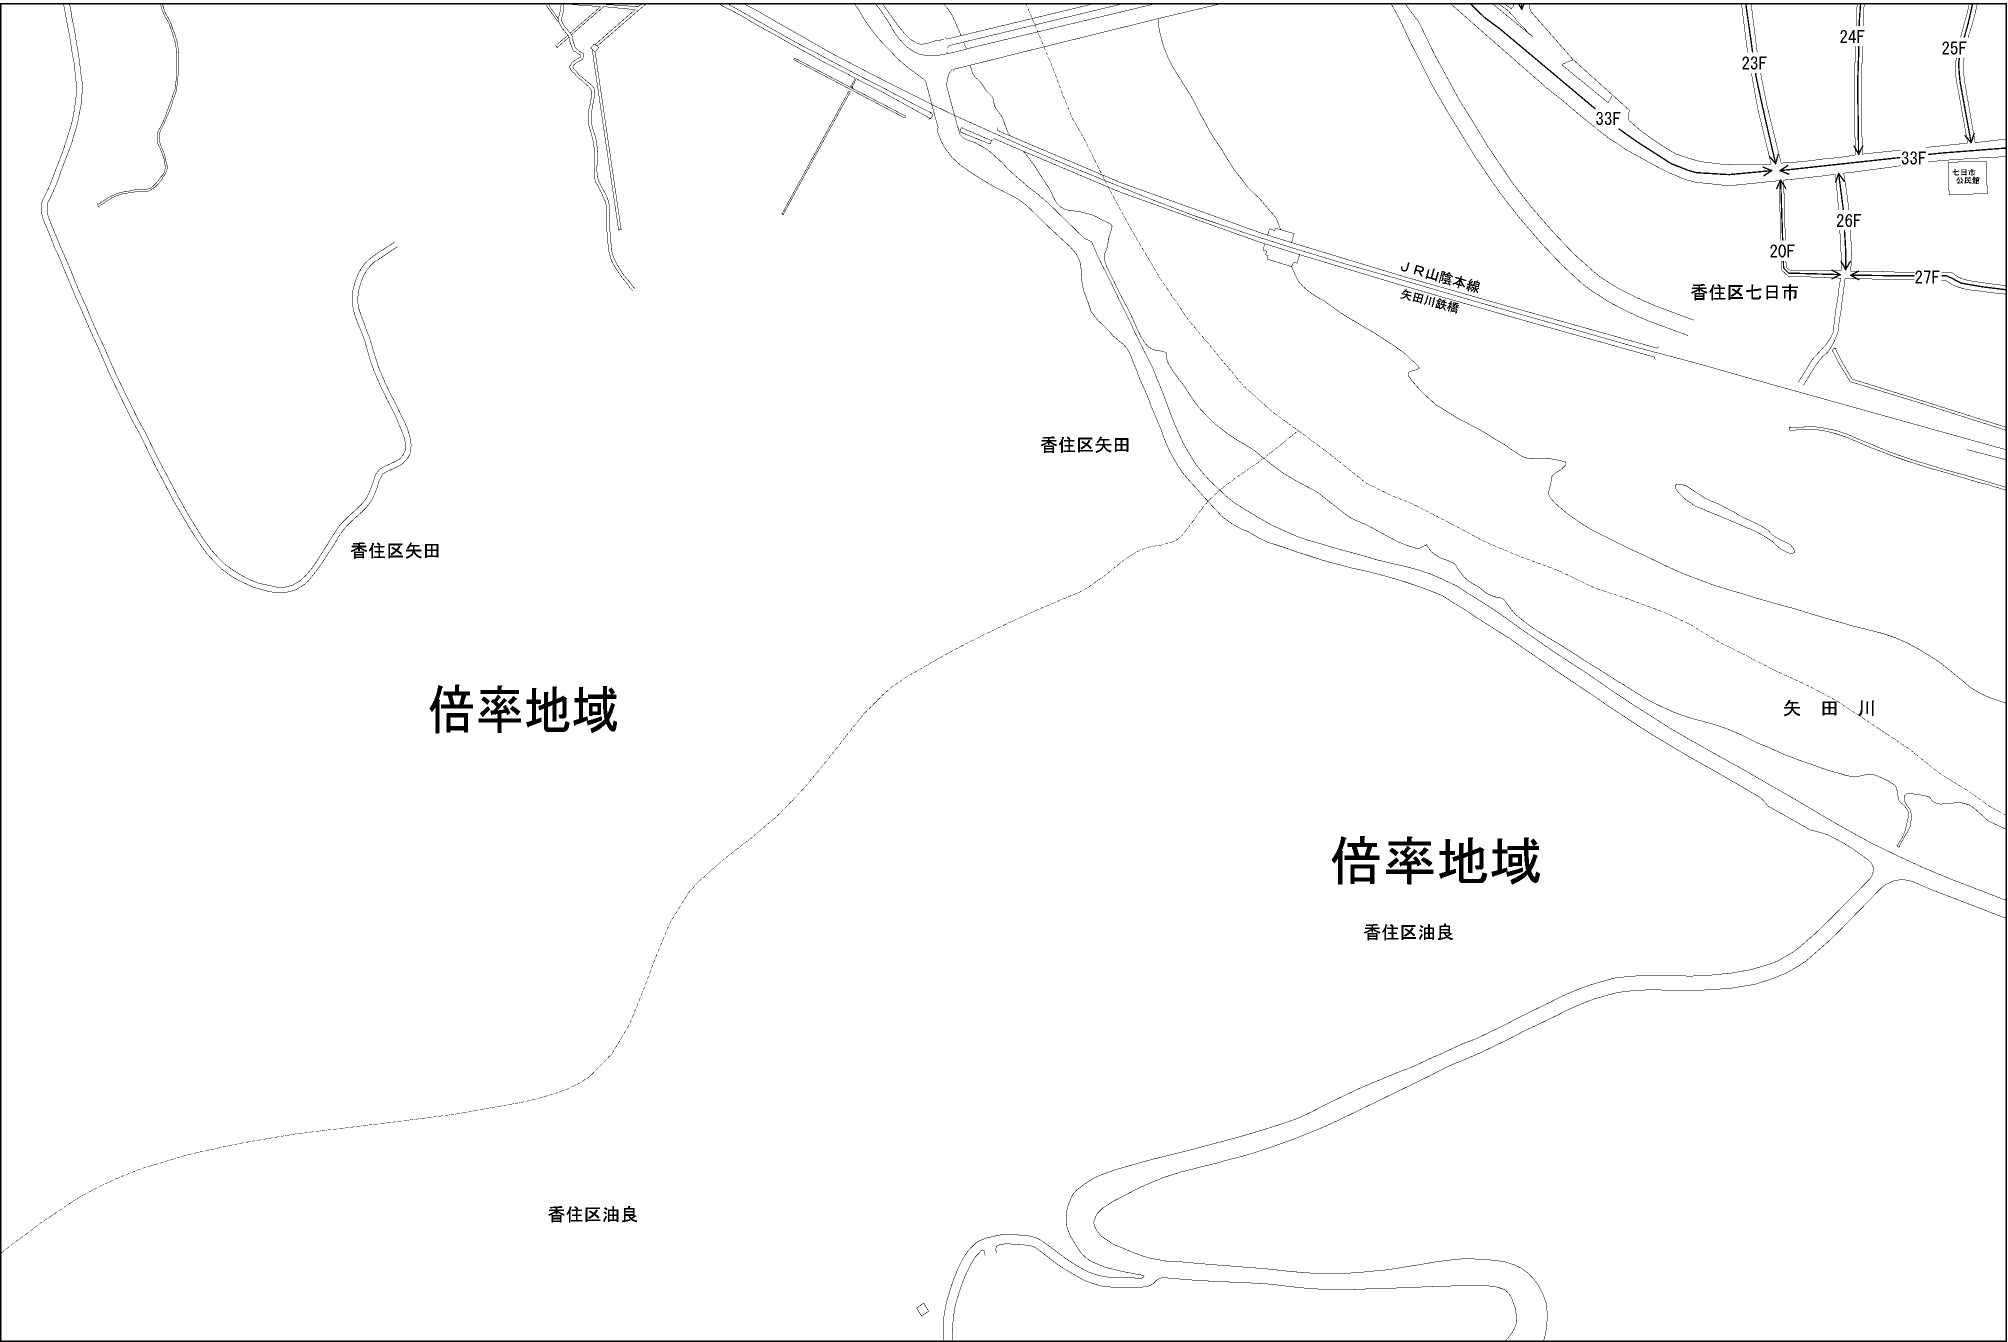 24F
25F
23F
33F
33F
七日市
公民館
26F
20F
27F
ＪＲ山陰本線
矢田川鉄橋
香住区七日市
香住区矢田
香住区矢田
倍率地域
矢田川
倍率地域
香住区油良
香住区油良